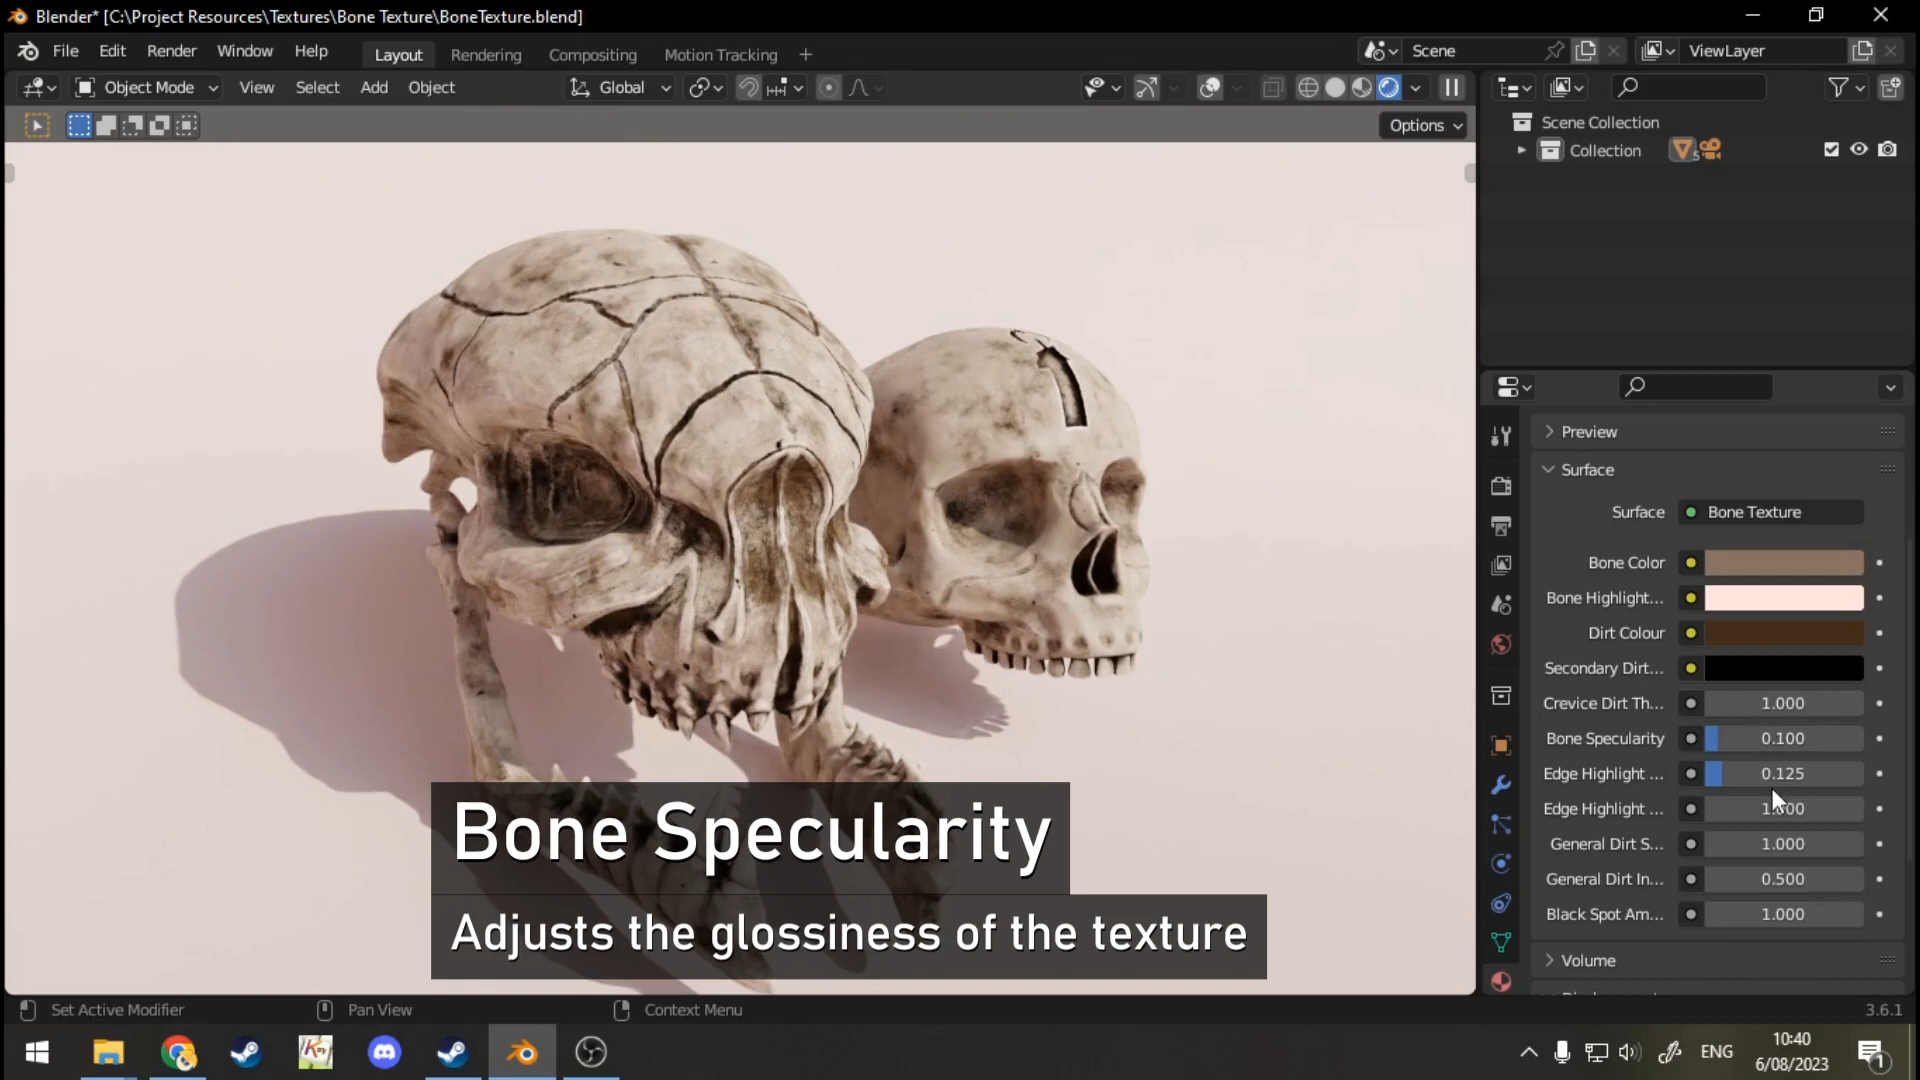 Blender* [C:\Project Resources\Textures\Bone Texture\BoneTexture.blend]
File Edit Render Window Help Layout Rendering Compositing Motion Tracking + Scene ViewLayer
Object Mode View Select Add Object Global
Options
Scene Collection
Collection 5
Preview
Surface
Surface Bone Texture
Bone Color
Bone Highlight...
Dirt Colour
Secondary Dirt...
Crevice Dirt Th... 1.000
Bone Specularity 0.100
Edge Highlight ... 0.125
Edge Highlight ... 1.000
General Dirt S... 1.000
General Dirt In... 0.500
Black Spot Am... 1.000
Volume
Bone Specularity
Adjusts the glossiness of the texture
Set Active Modifier Pan View Context Menu 3.6.1
ENG 10:40
6/08/2023 1